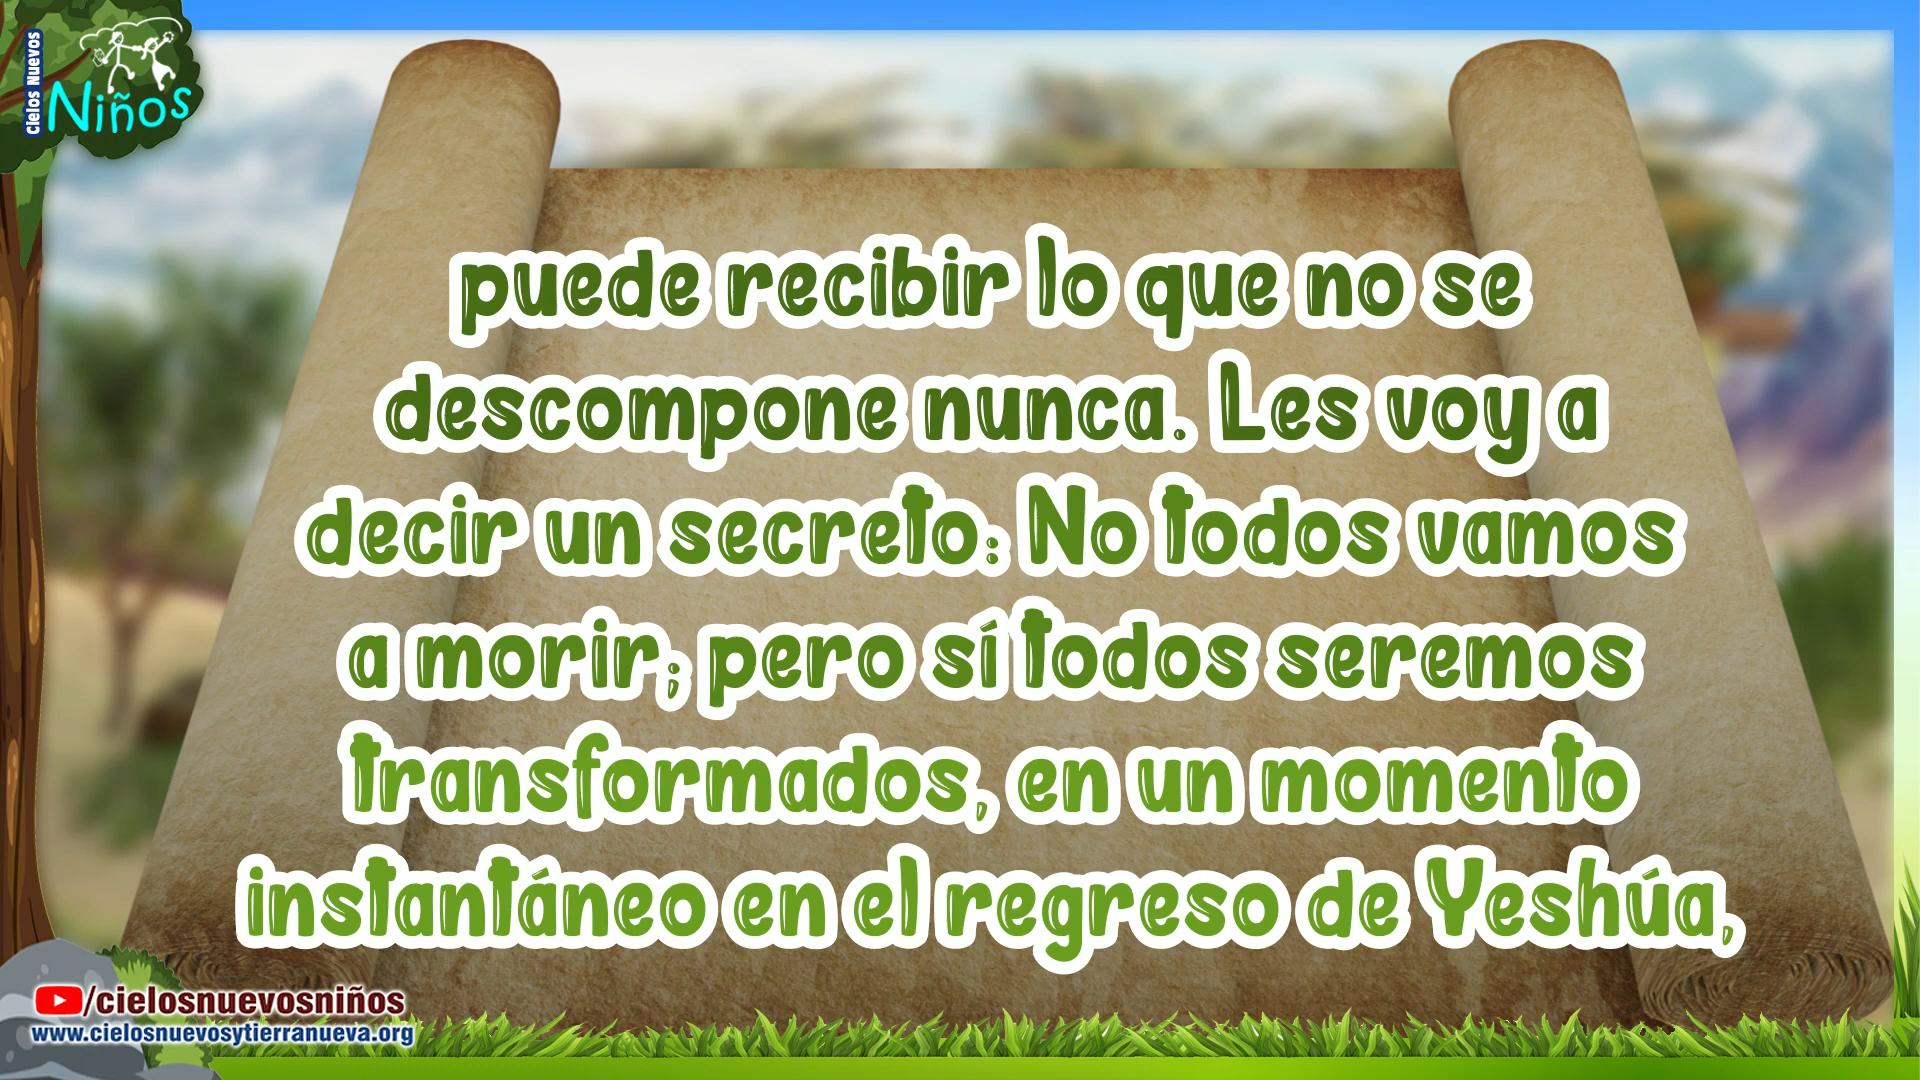 Cielos Nuevos
Niños
puede recibir lo que no se
descompone nunca. Les voy a
decir un secreto: No todos vamos
a morir; pero sí todos seremos
transformados, en un momento
instantáneo en el regreso de Yeshúa,
/cielosnuevosniños
www.cielosnuevosytierranueva.org